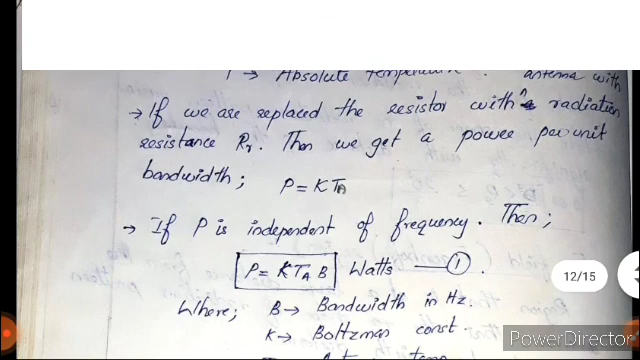 T → Absolute temperature. antenna with
→ If we are replaced the resistor with ^ radiation
resistance Rr. Then we get a power per unit
bandwidth; P = KTA
→ If P is independent of frequency. Then;
P = KTA B Watts —— ①.
12/15
Where; B → Bandwidth in Hz.
K → Boltzman const.
PowerDirector